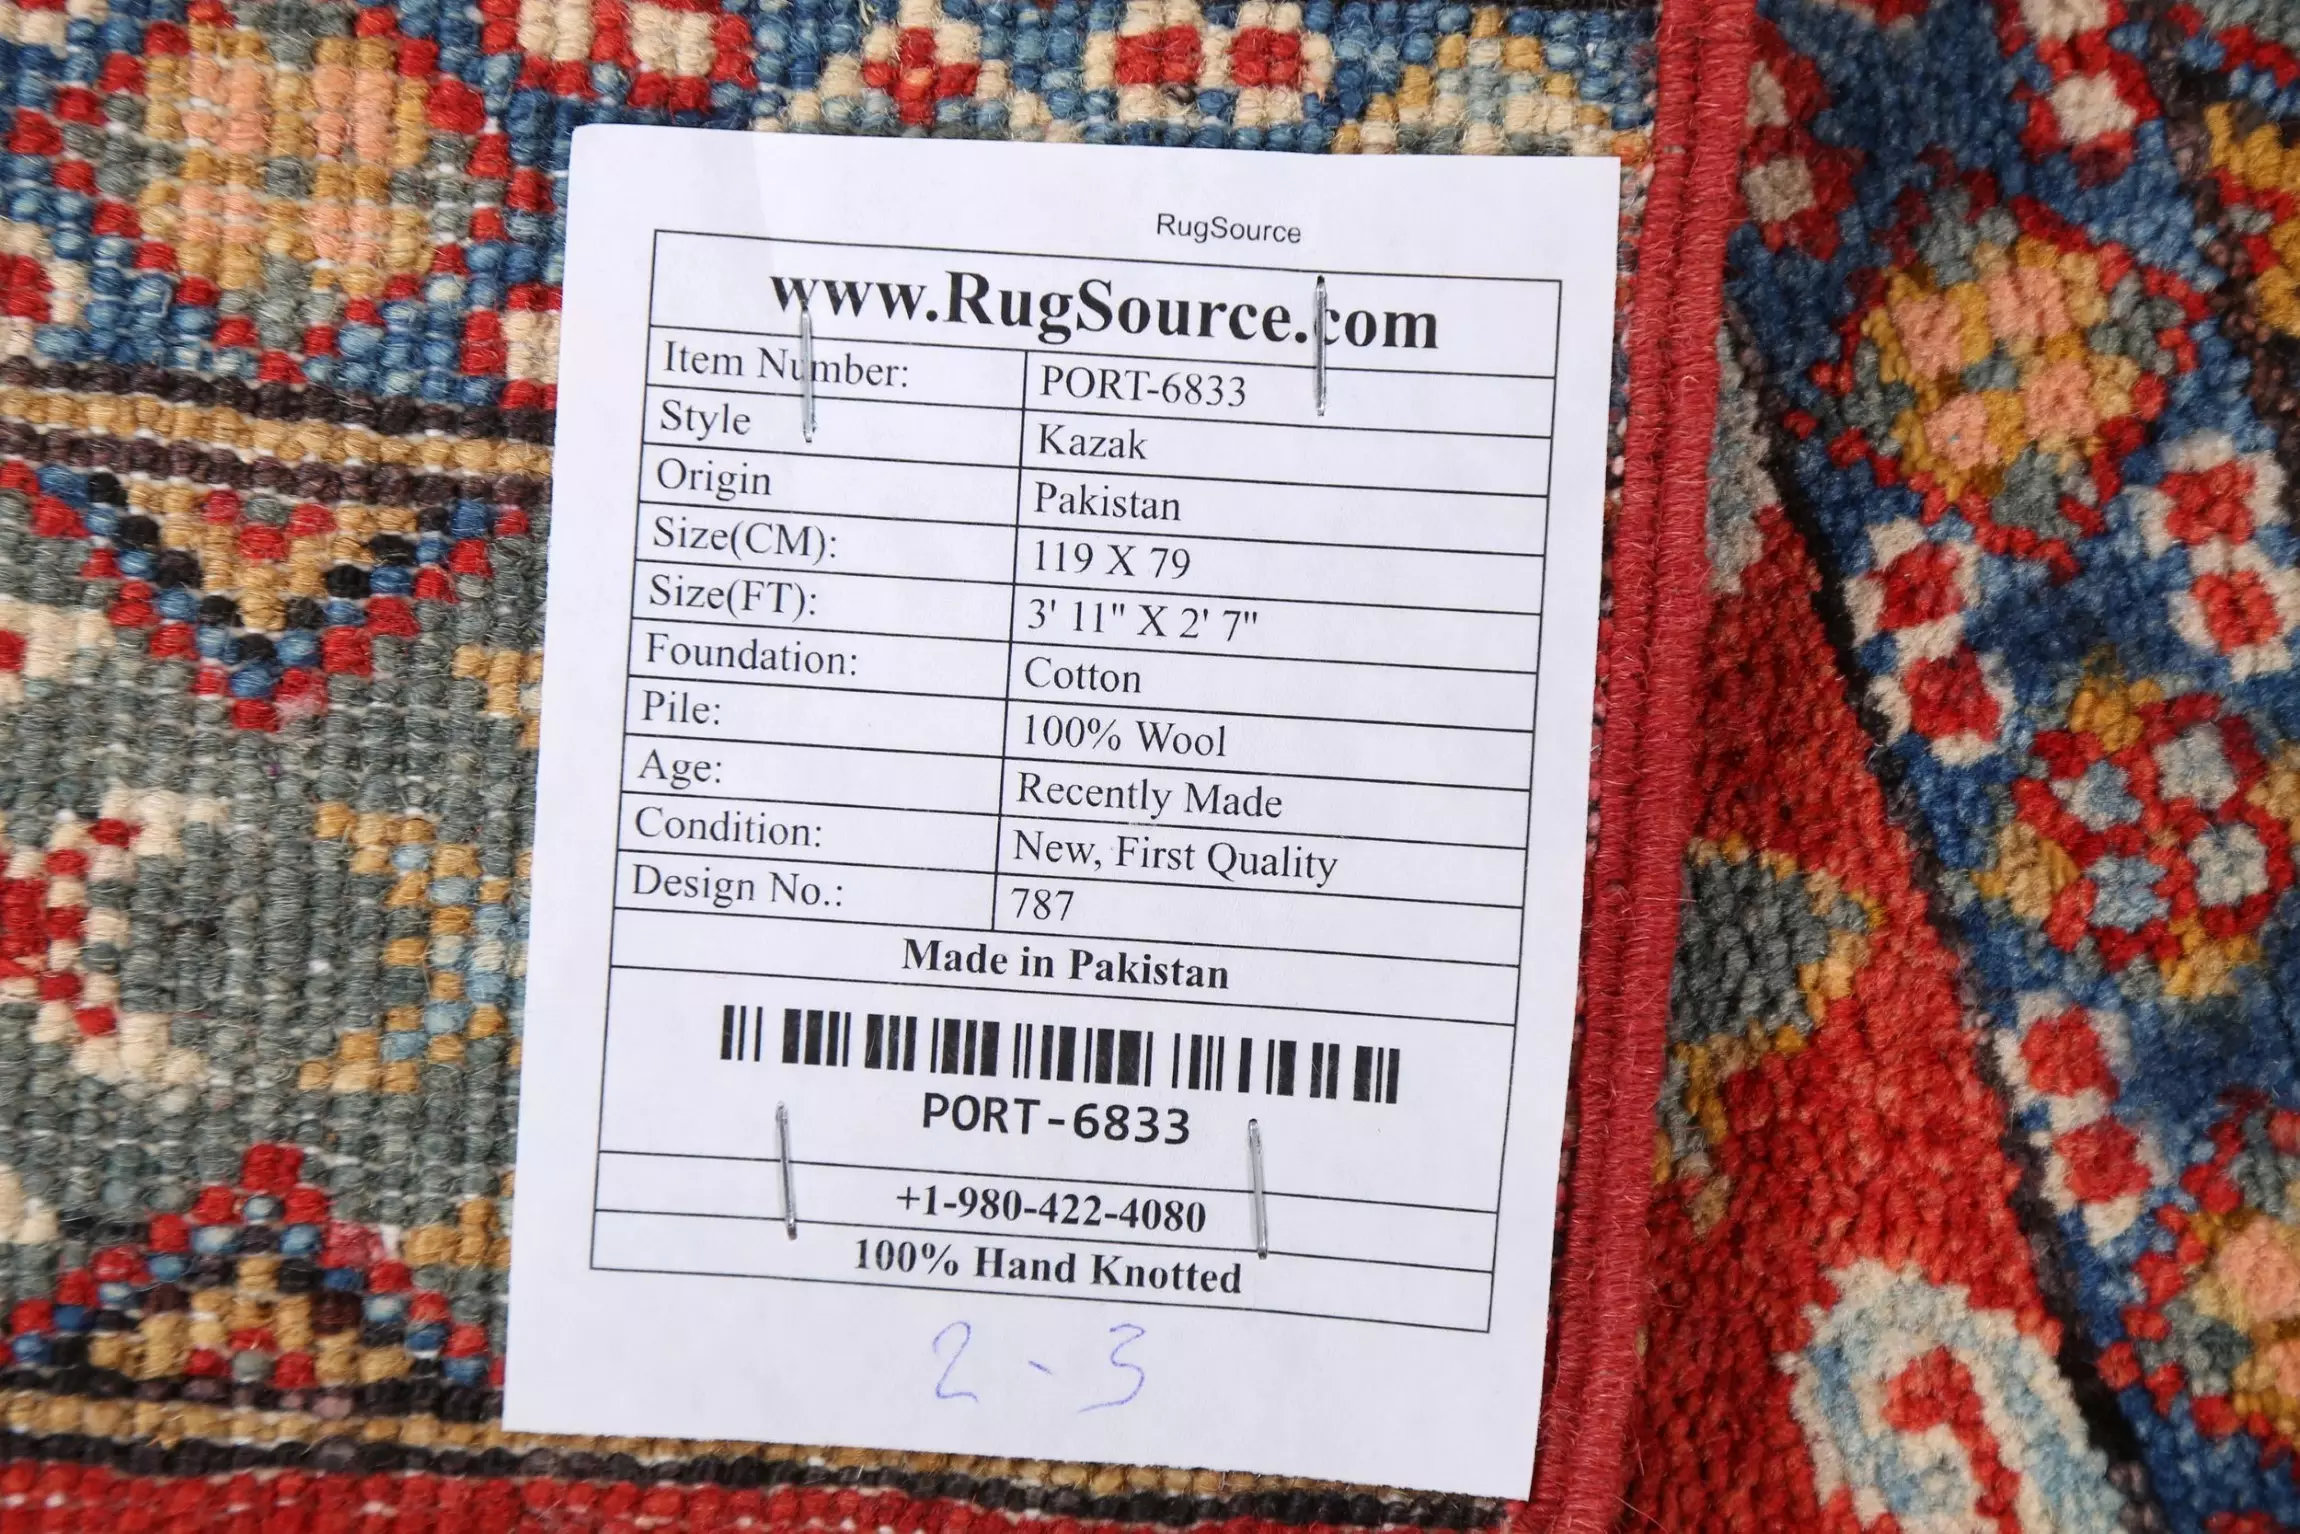 RugSource
www.RugSource.com
Item Number: PORT-6833
Style Kazak
Origin Pakistan
Size(CM): 119 X 79
Size(FT): 3' 11" X 2' 7"
Foundation: Cotton
Pile: 100% Wool
Age: Recently Made
Condition: New, First Quality
Design No.: 787
Made in Pakistan
PORT-6833
+1-980-422-4080
100% Hand Knotted
2 - 3